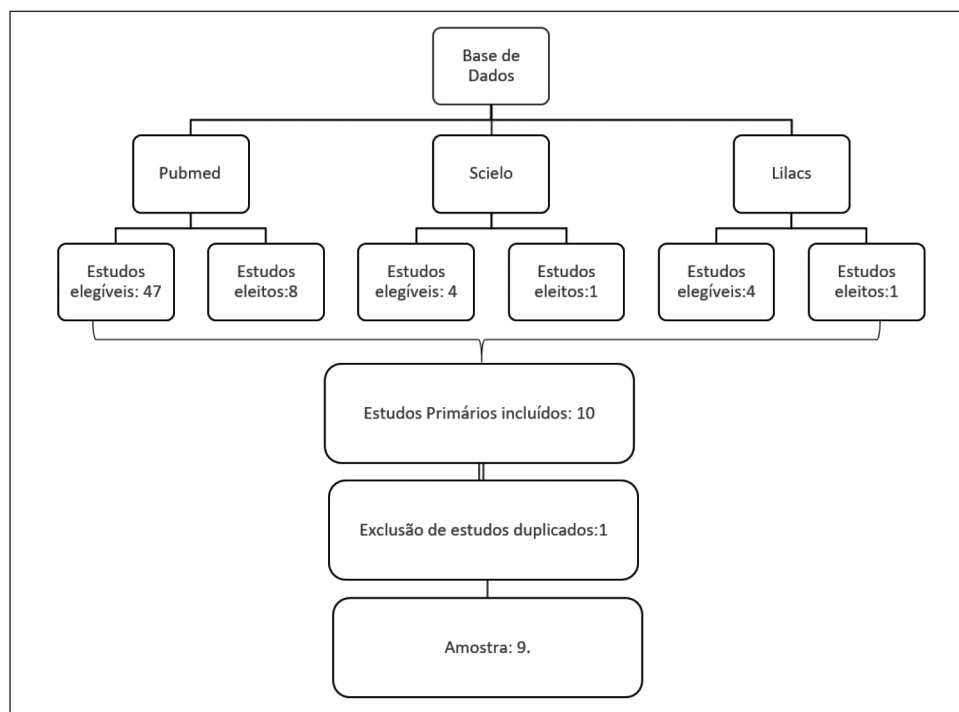 Base de
Dados
Pubmed
Scielo
Lilacs
Estudos
elegíveis: 47
Estudos
eleitos:8
Estudos
elegíveis: 4
Estudos
eleitos:1
Estudos
elegíveis:4
Estudos
eleitos:1
Estudos Primários incluídos: 10
Exclusão de estudos duplicados:1
Amostra: 9.